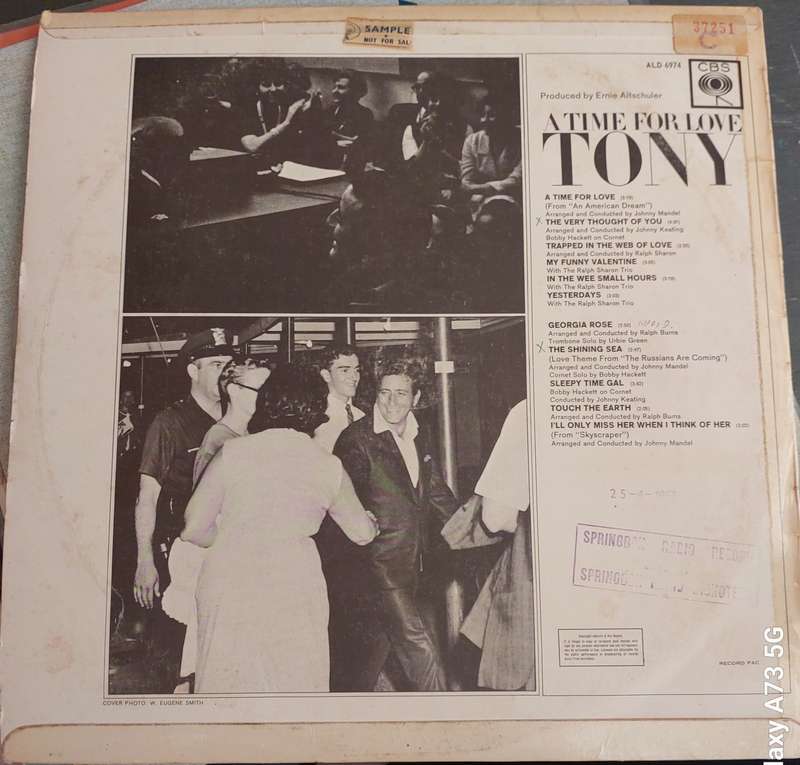 SAMPLE
NOT FOR SAL
37251
C
ALD 6974
CBS
Produced by Ernie Altschuler
A TIME FOR LOVE
TONY
A TIME FOR LOVE
(From "An American Dream")
Arranged and Conducted by Johnny Mandel
X THE VERY THOUGHT OF YOU
Arranged and Conducted by Johnny Keating
Bobby Hackett on Cornet
TRAPPED IN THE WEB OF LOVE
Arranged and Conducted by Ralph Sharon
MY FUNNY VALENTINE
With The Ralph Sharon Trio
IN THE WEE SMALL HOURS
With The Ralph Sharon Trio
YESTERDAYS
With The Ralph Sharon Trio
GEORGIA ROSE
Arranged and Conducted by Ralph Burns
Trombone Solo by Urbie Green
X THE SHINING SEA
(Love Theme From "The Russians Are Coming")
Arranged and Conducted by Johnny Mandel
Cornet Solo by Bobby Hackett
SLEEPY TIME GAL
Bobby Hackett on Cornet
Conducted by Johnny Keating
TOUCH THE EARTH
Arranged and Conducted by Ralph Burns
I'LL ONLY MISS HER WHEN I THINK OF HER
(From "Skyscraper")
Arranged and Conducted by Johnny Mandel
SPRINGBO RADIO RECOR
COVER PHOTO: W. EUGENE SMITH
RECORD PAC
laxy A73 5G